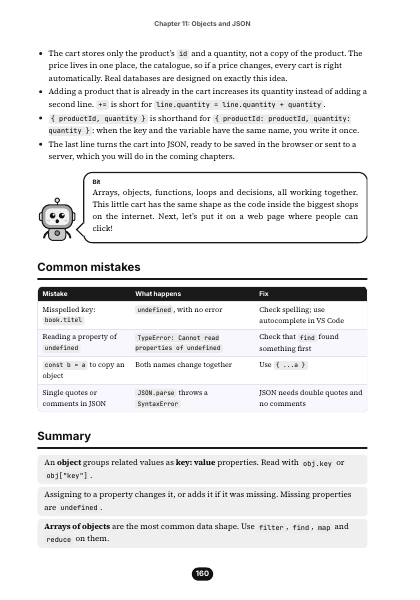 Chapter 11: Objects and JSON
• The cart stores only the product's id and a quantity, not a copy of the product. The
price lives in one place, the catalogue, so if a price changes, every cart is right
automatically. Real databases are designed on exactly this idea.
• Adding a product that is already in the cart increases its quantity instead of adding a
second line. += is short for line.quantity = line.quantity + quantity.
• { productId, quantity } is shorthand for { productId: productId, quantity:
quantity }: when the key and the variable have the same name, you write it once.
• The last line turns the cart into JSON, ready to be saved in the browser or sent to a
server, which you will do in the coming chapters.
Bit
Arrays, objects, functions, loops and decisions, all working together.
This little cart has the same shape as the code inside the biggest shops
on the internet. Next, let's put it on a web page where people can
click!
Common mistakes
Mistake What happens Fix
Misspelled key: undefined, with no error Check spelling; use
book.titel autocomplete in VS Code
Reading a property of TypeError: Cannot read Check that find found
undefined properties of undefined something first
const b = a to copy an Both names change together Use { ...a }
object
Single quotes or JSON.parse throws a JSON needs double quotes and
comments in JSON SyntaxError no comments
Summary
An object groups related values as key: value properties. Read with obj.key or
obj["key"].
Assigning to a property changes it, or adds it if it was missing. Missing properties
are undefined.
Arrays of objects are the most common data shape. Use filter, find, map and
reduce on them.
160